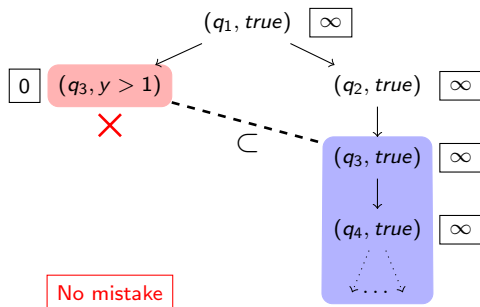 (q₁, true) ∞
0 (q₃, y > 1) (q₂, true) ∞
⊂ (q₃, true) ∞
(q₄, true) ∞
...
No mistake